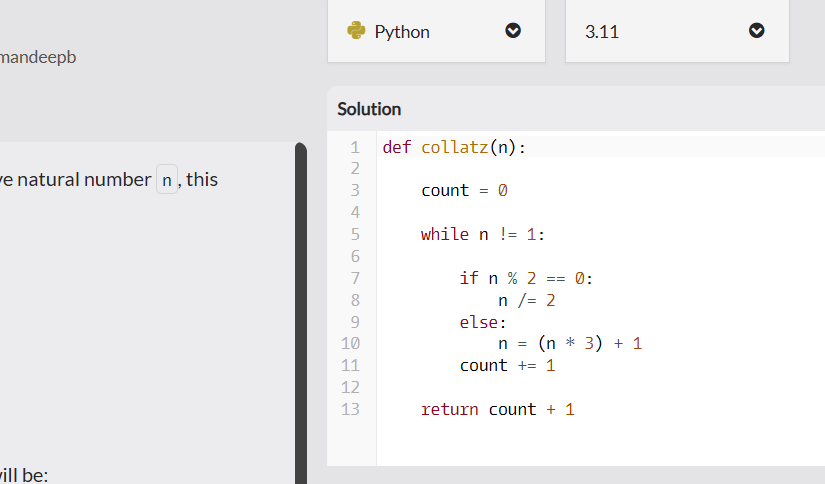 Python
3.11
mandeepb
Solution
ve natural number n, this
will be:
1 def collatz(n):
2
3     count = 0
4
5     while n != 1:
6
7         if n % 2 == 0:
8             n /= 2
9         else:
10             n = (n * 3) + 1
11         count += 1
12
13     return count + 1